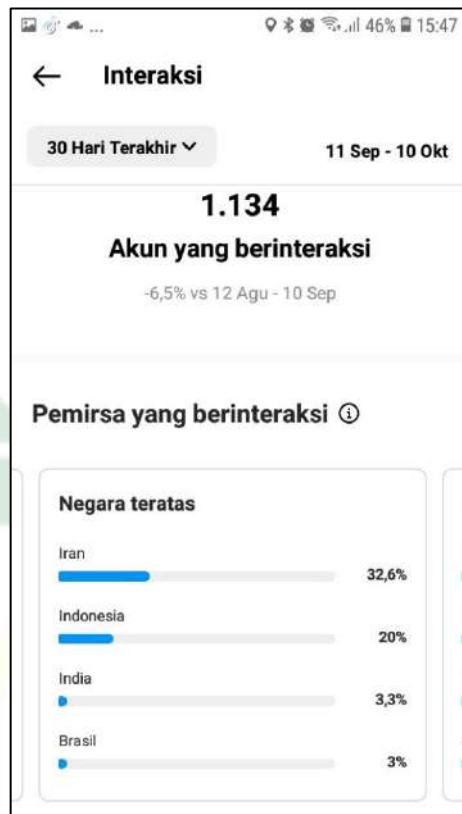 ... 46% 15:47
Interaksi
30 Hari Terakhir 11 Sep - 10 Okt
1.134
Akun yang berinteraksi
-6,5% vs 12 Agu - 10 Sep
Pemirsa yang berinteraksi
Negara teratas
Iran
32,6%
Indonesia
20%
India
3,3%
Brasil
3%